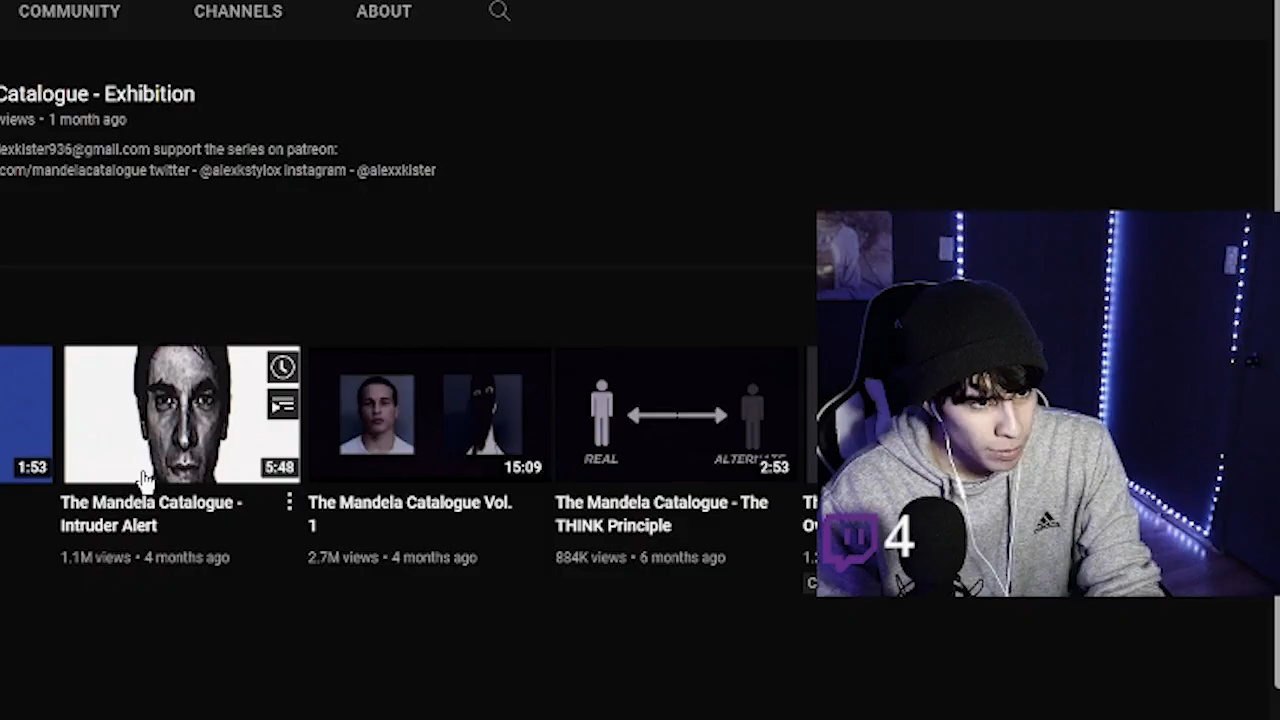 COMMUNITY CHANNELS ABOUT
Catalogue - Exhibition
views • 1 month ago
exkister936@gmail.com support the series on patreon:
com/mandelacatalogue twitter - @alexkstylox instagram - @alexxkister
1:53
5:48
15:09
REAL
2:53
The Mandela Catalogue -
Intruder Alert
1.1M views • 4 months ago
The Mandela Catalogue Vol.
1
2.7M views • 4 months ago
The Mandela Catalogue - The
THINK Principle
884K views • 6 months ago
4